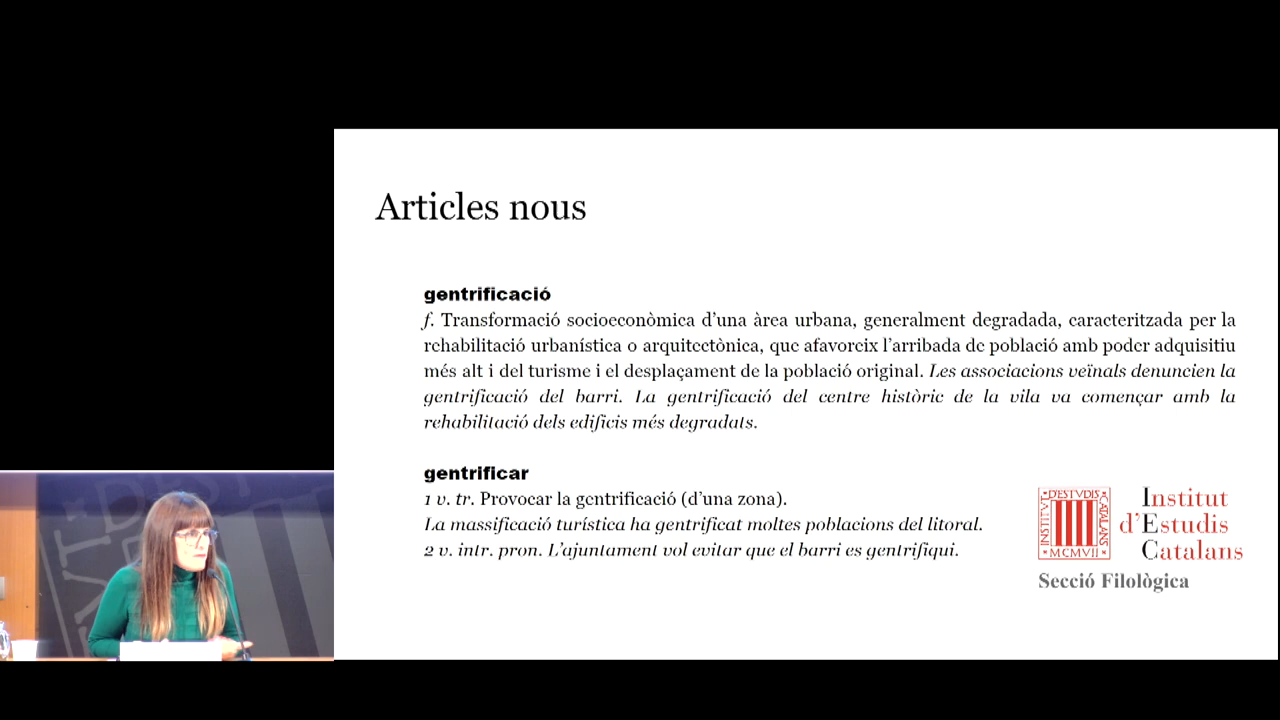 Articles nous
gentrificació
f. Transformació socioeconòmica d'una àrea urbana, generalment degradada, caracteritzada per la
rehabilitació urbanística o arquitectònica, que afavoreix l'arribada de població amb poder adquisitiu
més alt i del turisme i el desplaçament de la població original. Les associacions veïnals denuncien la
gentrificació del barri. La gentrificació del centre històric de la vila va començar amb la
rehabilitació dels edificis més degradats.
gentrificar
1 v. tr. Provocar la gentrificació (d'una zona).
La massificació turística ha gentrificat moltes poblacions del litoral.
2 v. intr. pron. L'ajuntament vol evitar que el barri es gentrifiqui.
INSTITVT D'ESTVDIS CATALANS
MCMVII
Institut
d'Estudis
Catalans
Secció Filològica